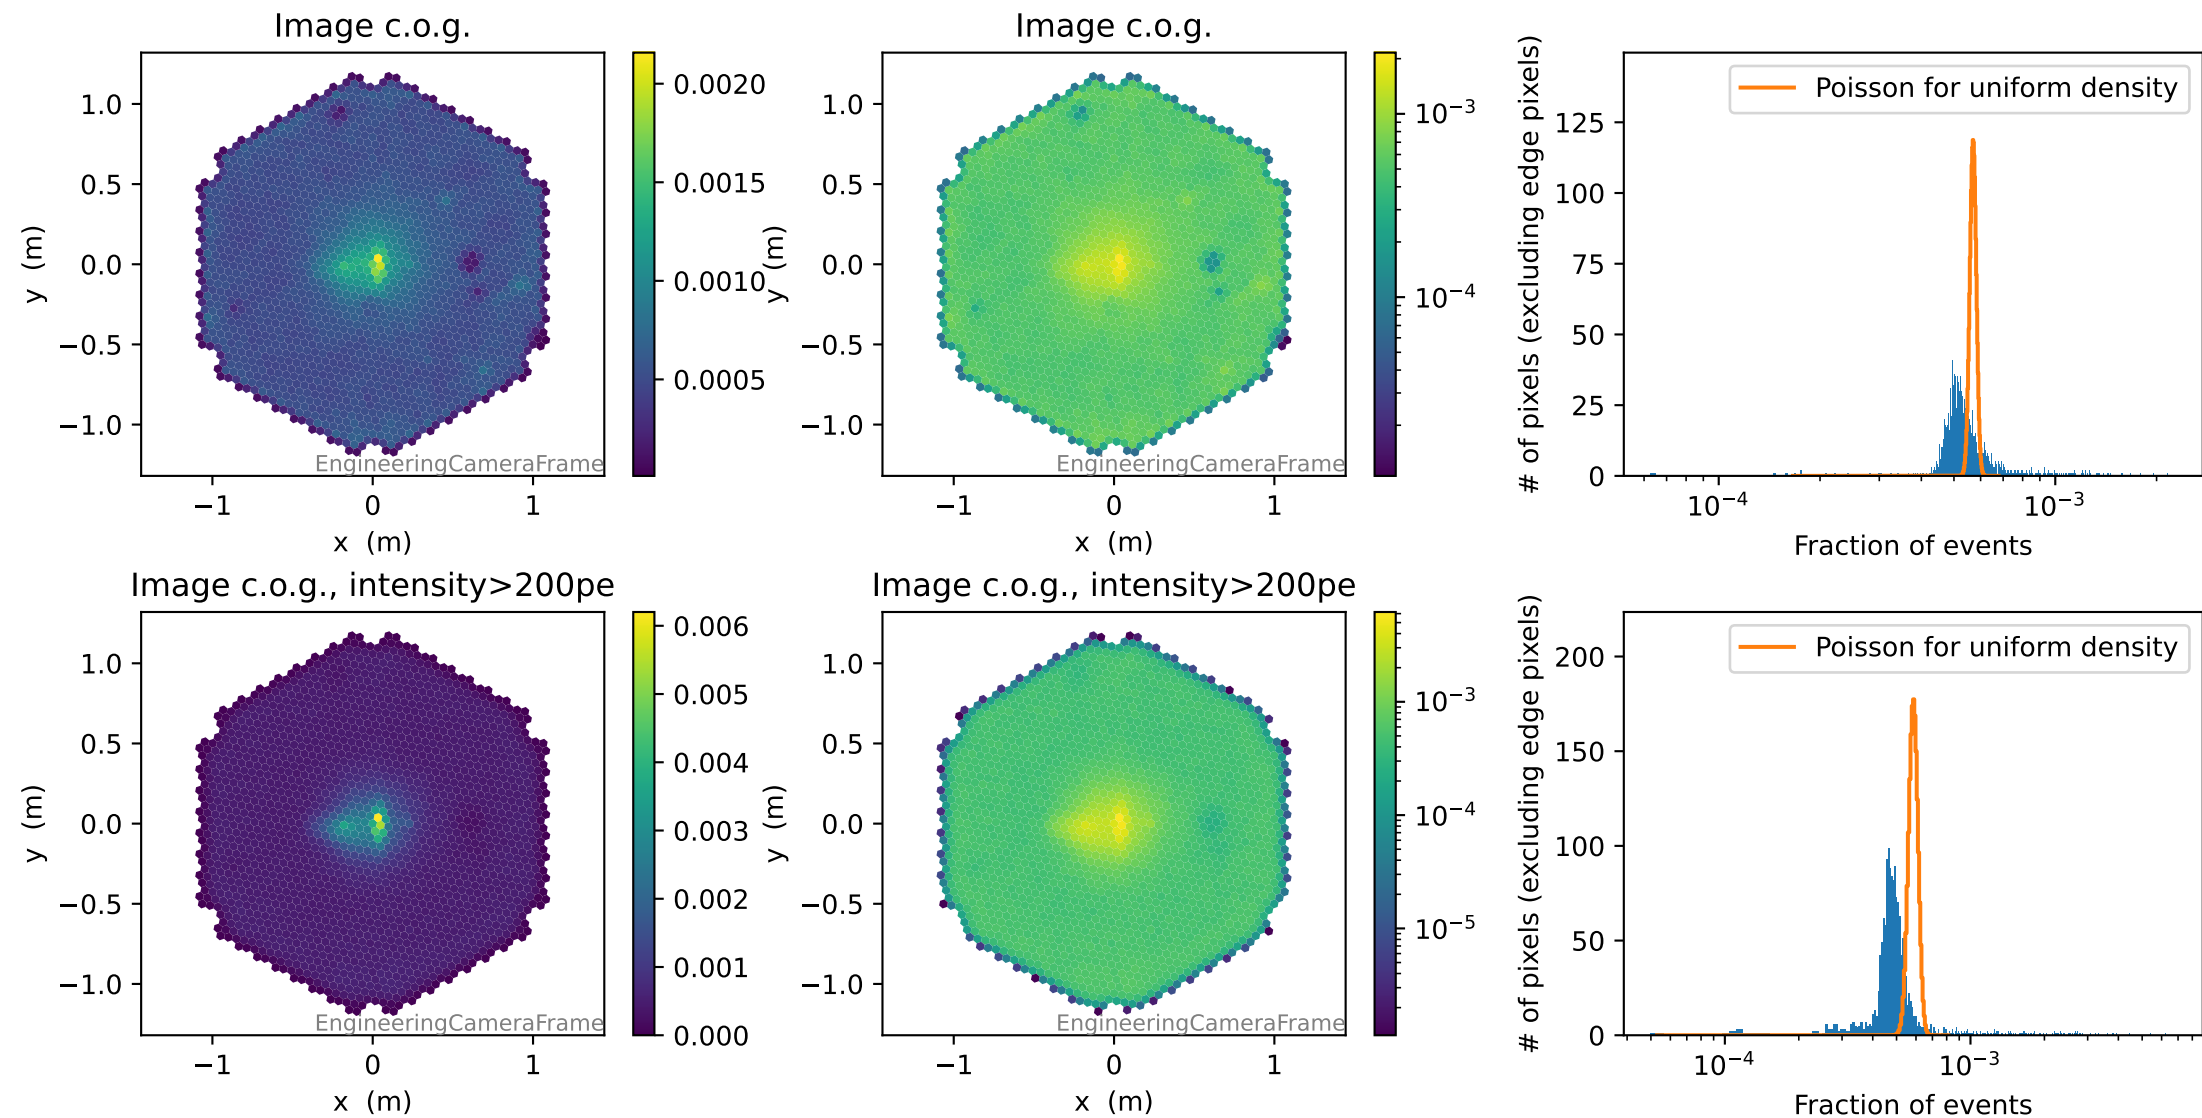 Image c.o.g.
1.0
0.5
0.0
−0.5
−1.0
y (m)
−1
0
1
x (m)
EngineeringCameraFrame
0.0020
0.0015
0.0010
0.0005
Image c.o.g.
1.0
0.5
0.0
−0.5
−1.0
y (m)
−1
0
1
x (m)
EngineeringCameraFrame
10⁻³
10⁻⁴
Poisson for uniform density
# of pixels (excluding edge pixels)
125
100
75
50
25
0
10⁻⁴
10⁻³
Fraction of events
Image c.o.g., intensity>200pe
1.0
0.5
0.0
−0.5
−1.0
y (m)
−1
0
1
x (m)
EngineeringCameraFrame
0.006
0.005
0.004
0.003
0.002
0.001
0.000
Image c.o.g., intensity>200pe
1.0
0.5
0.0
−0.5
−1.0
y (m)
−1
0
1
x (m)
EngineeringCameraFrame
10⁻³
10⁻⁴
10⁻⁵
Poisson for uniform density
# of pixels (excluding edge pixels)
200
150
100
50
0
10⁻⁴
10⁻³
Fraction of events